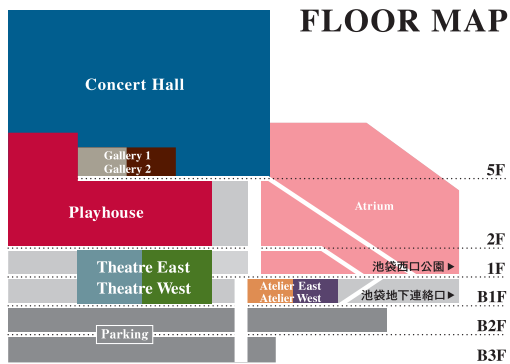 FLOOR MAP
Concert Hall
Gallery 1
Gallery 2
5F
Atrium
Playhouse
2F
池袋西口公園▶
1F
Theatre East
Theatre West
Atelier East
Atelier West
池袋地下連絡口▶
B1F
B2F
Parking
B3F